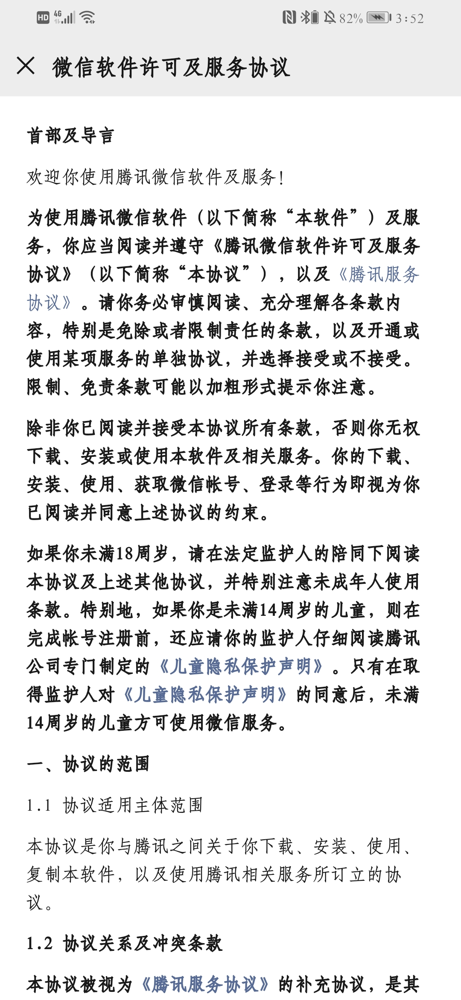 HD 4G 82% 3:52
微信软件许可及服务协议
首部及导言
欢迎你使用腾讯微信软件及服务！
为使用腾讯微信软件（以下简称“本软件”）及服
务，你应当阅读并遵守《腾讯微信软件许可及服务
协议》（以下简称“本协议”），以及《腾讯服务
协议》。请你务必审慎阅读、充分理解各条款内
容，特别是免除或者限制责任的条款，以及开通或
使用某项服务的单独协议，并选择接受或不接受。
限制、免责条款可能以加粗形式提示你注意。
除非你已阅读并接受本协议所有条款，否则你无权
下载、安装或使用本软件及相关服务。你的下载、
安装、使用、获取微信帐号、登录等行为即视为你
已阅读并同意上述协议的约束。
如果你未满18周岁，请在法定监护人的陪同下阅读
本协议及上述其他协议，并特别注意未成年人使用
条款。特别地，如果你是未满14周岁的儿童，则在
完成帐号注册前，还应请你的监护人仔细阅读腾讯
公司专门制定的《儿童隐私保护声明》。只有在取
得监护人对《儿童隐私保护声明》的同意后，未满
14周岁的儿童方可使用微信服务。
一、协议的范围
1.1 协议适用主体范围
本协议是你与腾讯之间关于你下载、安装、使用、
复制本软件，以及使用腾讯相关服务所订立的协
议。
1.2 协议关系及冲突条款
本协议被视为《腾讯服务协议》的补充协议，是其